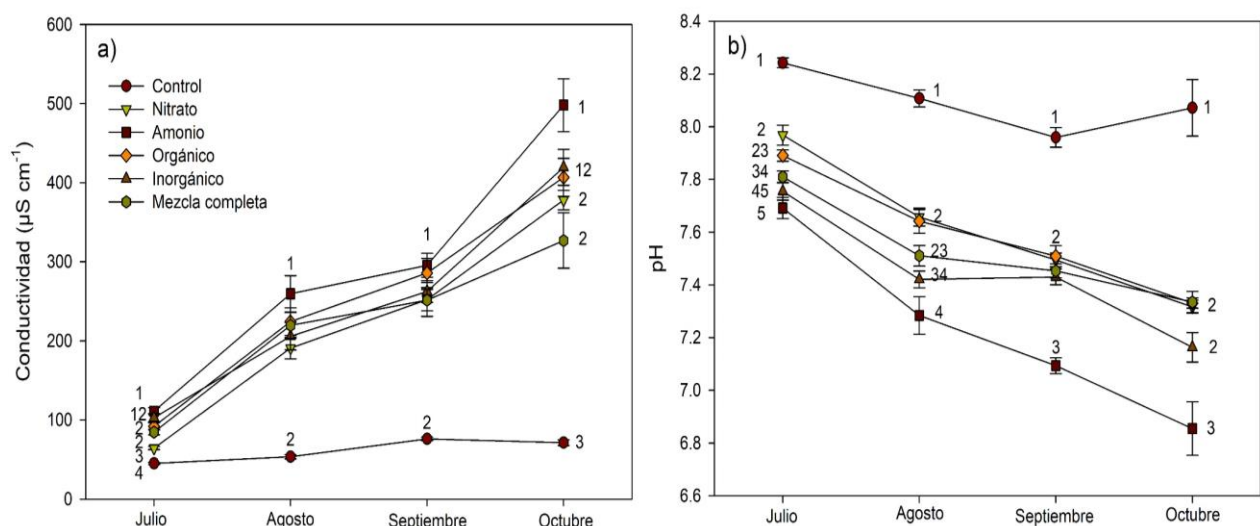 a)
Conductividad (µS cm⁻¹)
600
500
400
300
200
100
0
Control
Nitrato
Amonio
Orgánico
Inorgánico
Mezcla completa
1
12
2
2
3
4
1
2
1
2
1
12
2
2
3
Julio
Agosto
Septiembre
Octubre
b)
pH
8.4
8.2
8.0
7.8
7.6
7.4
7.2
7.0
6.8
6.6
1
2
23
34
45
5
1
2
23
34
4
1
2
3
1
2
2
3
Julio
Agosto
Septiembre
Octubre